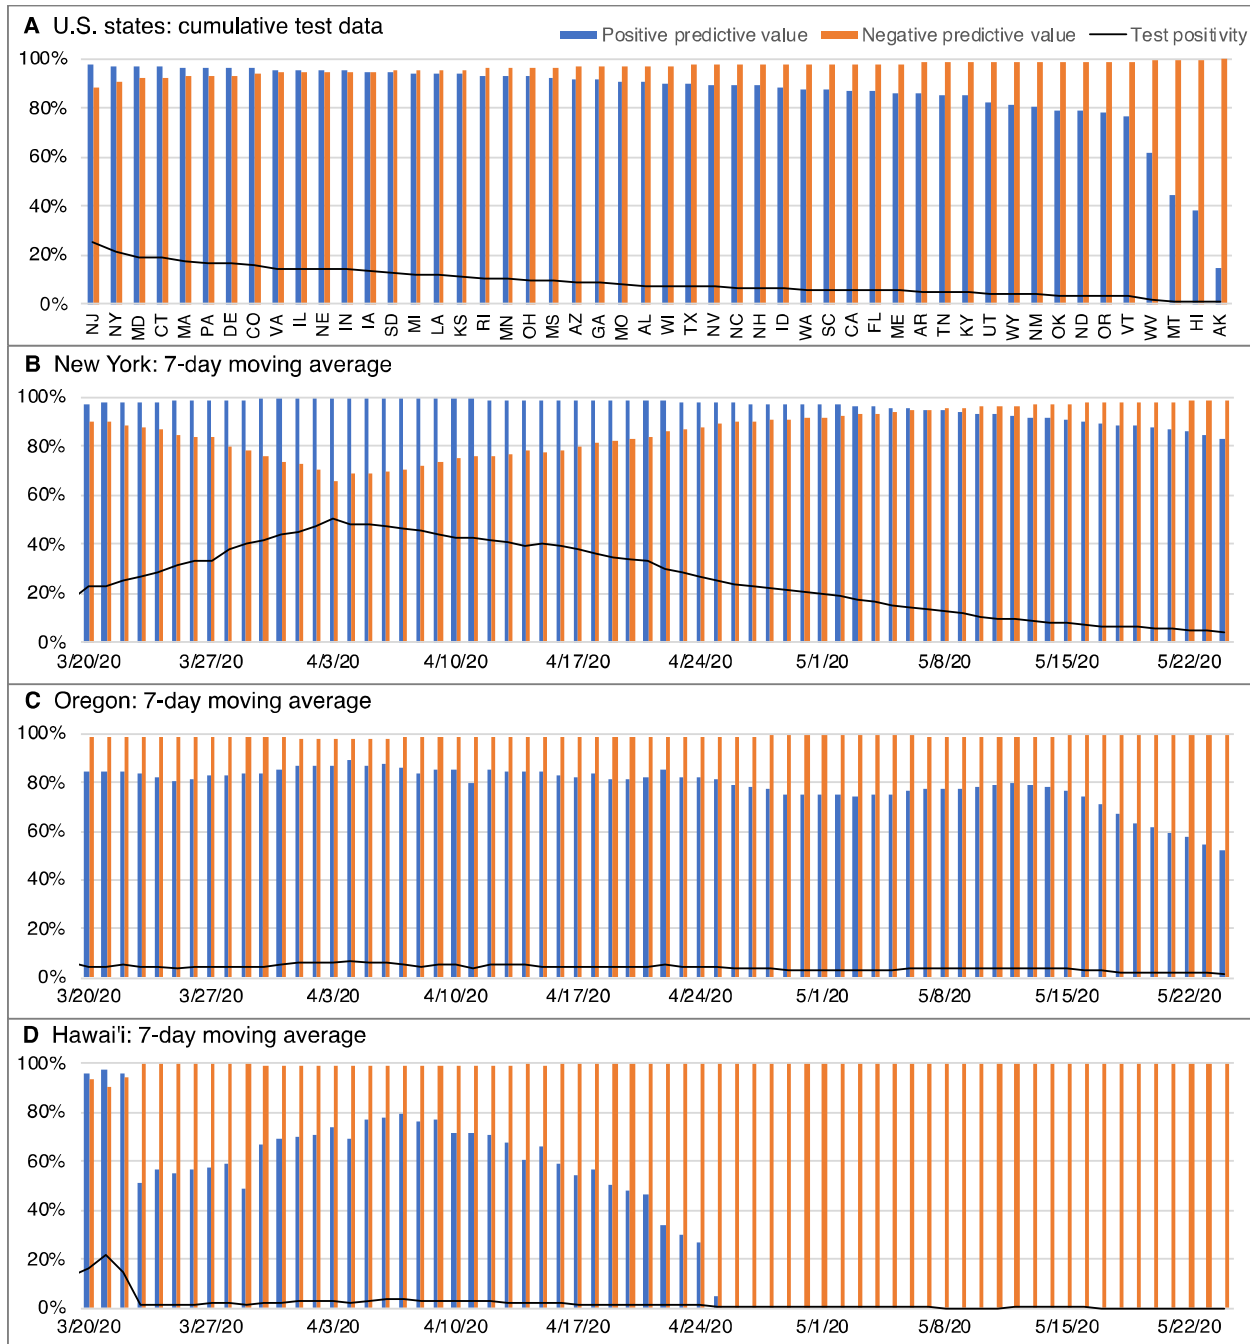 A U.S. states: cumulative test data
Positive predictive value Negative predictive value Test positivity
100%
80%
60%
40%
20%
0%
NJ NY MD CT MA PA DE CO VA IL NE IN IA SD MI LA KS RI MN OH MS AZ GA MO AL WI TX NV NC NH ID WA SC CA FL ME AR TN KY UT WY NM OK ND OR VT WV MT HI AK
B New York: 7-day moving average
100%
80%
60%
40%
20%
0%
3/20/20 3/27/20 4/3/20 4/10/20 4/17/20 4/24/20 5/1/20 5/8/20 5/15/20 5/22/20
C Oregon: 7-day moving average
100%
80%
60%
40%
20%
0%
3/20/20 3/27/20 4/3/20 4/10/20 4/17/20 4/24/20 5/1/20 5/8/20 5/15/20 5/22/20
D Hawai'i: 7-day moving average
100%
80%
60%
40%
20%
0%
3/20/20 3/27/20 4/3/20 4/10/20 4/17/20 4/24/20 5/1/20 5/8/20 5/15/20 5/22/20